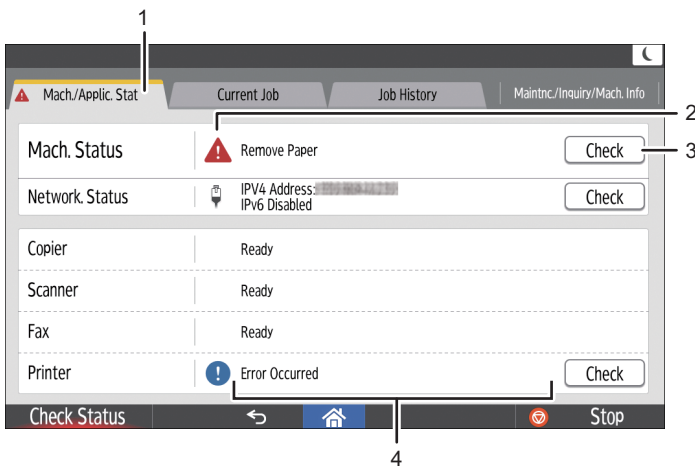 1
Mach./Applic. Stat
Current Job
Job History
Maintnc./Inquiry/Mach. Info
2
Mach. Status
Remove Paper
Check
3
Network. Status
IPV4 Address:
IPv6 Disabled
Check
Copier
Ready
Scanner
Ready
Fax
Ready
Printer
Error Occurred
Check
Check Status
Stop
4